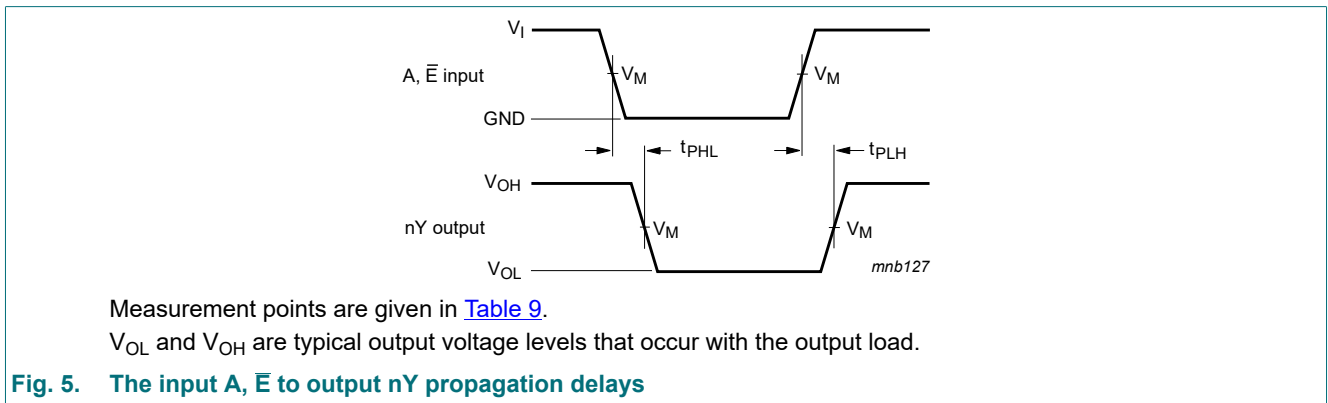 V_I
A, E̅ input
V_M V_M
GND
t_PHL t_PLH
V_OH
nY output
V_M V_M
V_OL
mnb127
Measurement points are given in Table 9.
V_OL and V_OH are typical output voltage levels that occur with the output load.
Fig. 5. The input A, E̅ to output nY propagation delays